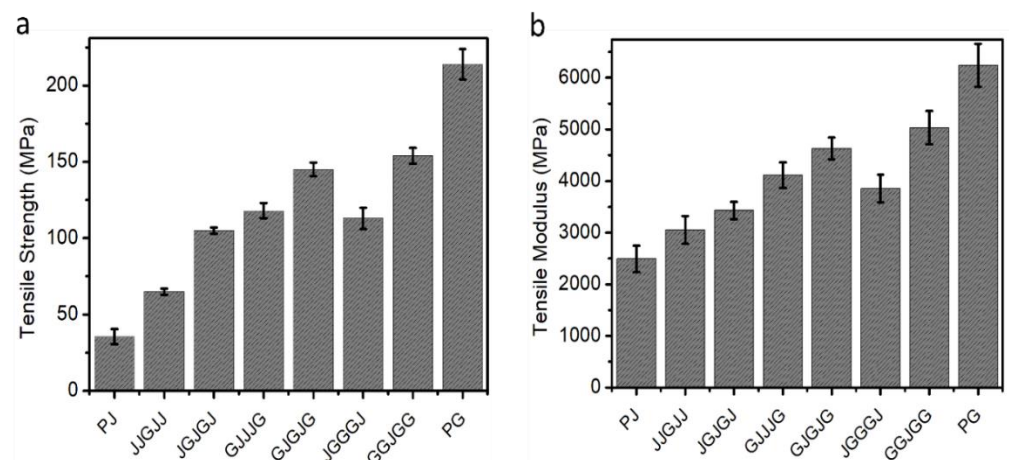 a
Tensile Strength (MPa)
200
150
100
50
0
PJ
JJGJJ
JGJGJ
GJJJG
GJGJG
JGGGJ
GGJGG
PG
b
Tensile Modulus (MPa)
6000
5000
4000
3000
2000
1000
0
PJ
JJGJJ
JGJGJ
GJJJG
GJGJG
JGGGJ
GGJGG
PG